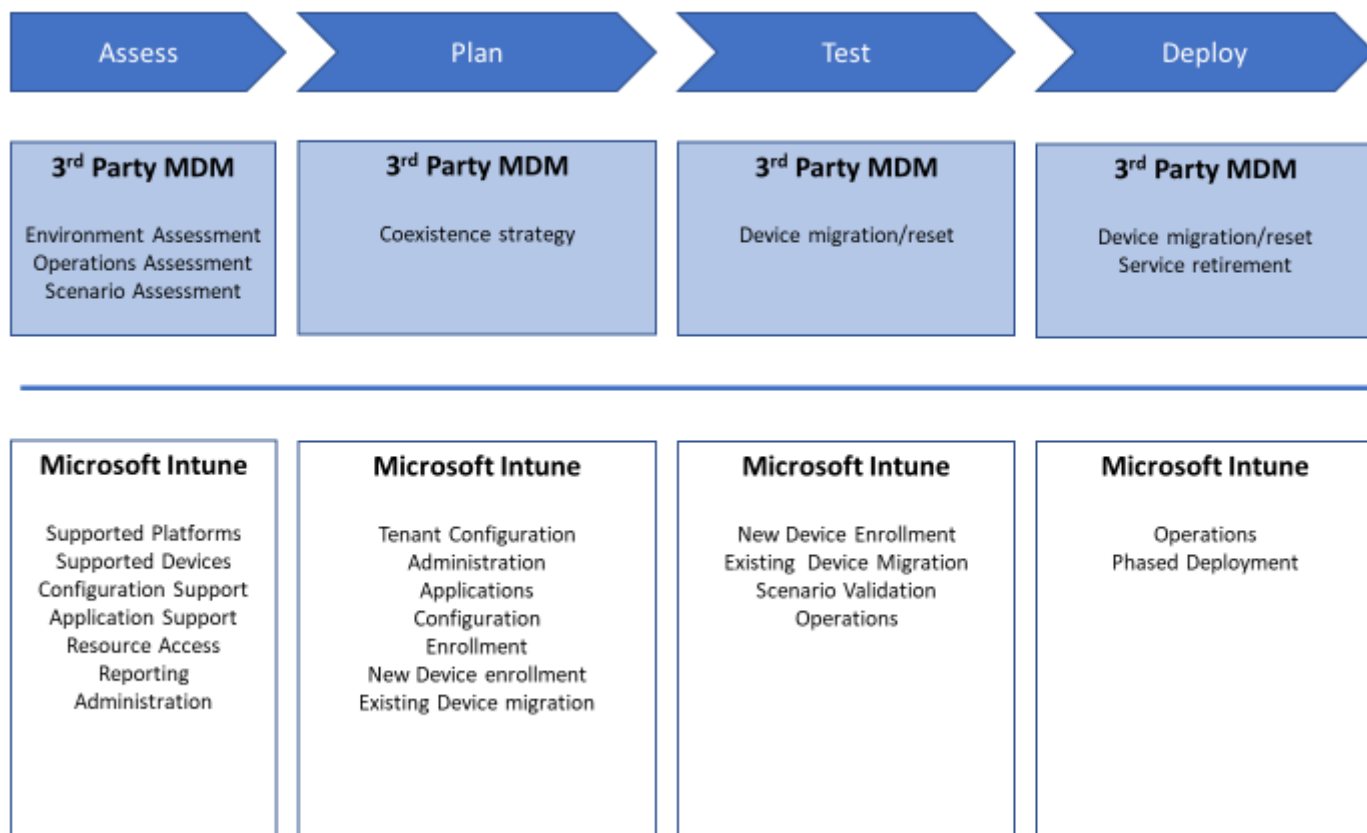 Assess
Plan
Test
Deploy
3rd Party MDM
Environment Assessment
Operations Assessment
Scenario Assessment
3rd Party MDM
Coexistence strategy
3rd Party MDM
Device migration/reset
3rd Party MDM
Device migration/reset
Service retirement
Microsoft Intune
Supported Platforms
Supported Devices
Configuration Support
Application Support
Resource Access
Reporting
Administration
Microsoft Intune
Tenant Configuration
Administration
Applications
Configuration
Enrollment
New Device enrollment
Existing Device migration
Microsoft Intune
New Device Enrollment
Existing Device Migration
Scenario Validation
Operations
Microsoft Intune
Operations
Phased Deployment